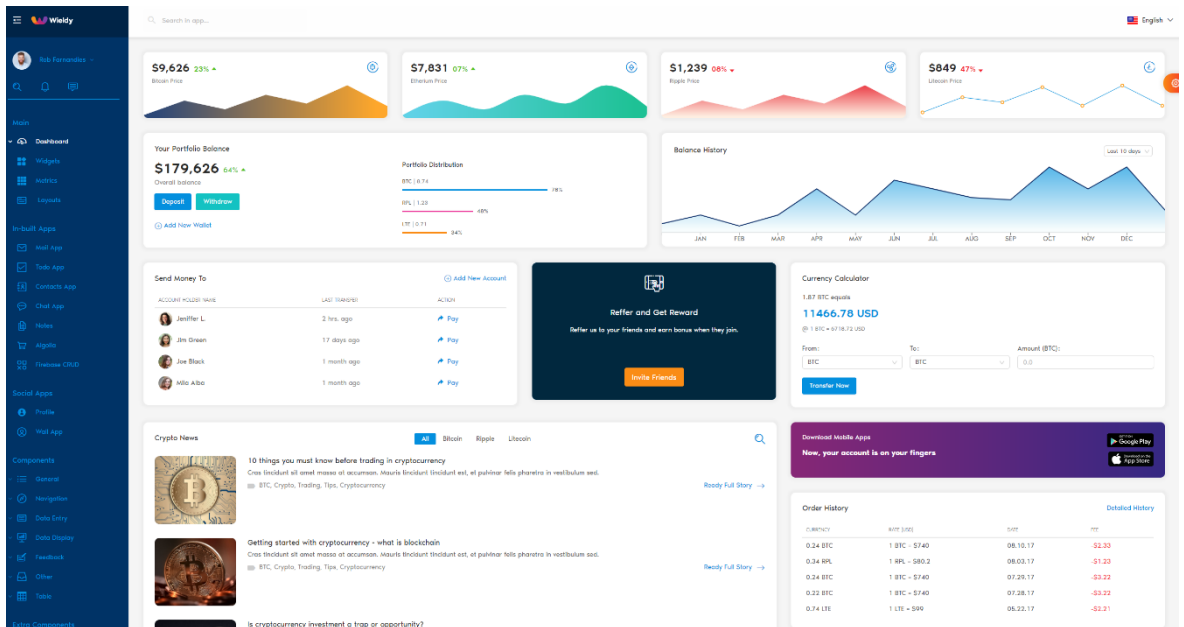 Wieldy
Search in app...
English
Rob Fernandies
Main
Dashboard
Widgets
Metrics
Layouts
In-built Apps
Mail App
Todo App
Contacts App
Chat App
Notes
Algolia
Firebase CRUD
Social Apps
Profile
Wall App
Components
General
Navigation
Data Entry
Data Display
Feedback
Other
Table
Extra Components
$9,626 23%
Bitcoin Price
$7,831 07%
Etherium Price
$1,239 08%
Ripple Price
$849 47%
Litecoin Price
Your Portfolio Balance
$179,626 64%
Overall balance
Deposit
Withdraw
Add New Wallet
Portfolio Distribution
BTC | 0.74
78%
RPL | 1.23
48%
LTE | 0.71
24%
Balance History
Last 10 days
JAN FEB MAR APR MAY JUN JUL AUG SEP OCT NOV DEC
Send Money To
Add New Account
ACCOUNT HOLDER NAME LAST TRANSFER ACTION
Jeniffer L. 2 hrs. ago Pay
Jim Green 17 days ago Pay
Joe Black 1 month ago Pay
Mila Alba 1 month ago Pay
Reffer and Get Reward
Reffer us to your friends and earn bonus when they join.
Invite Friends
Currency Calculator
1.87 BTC equals
11466.78 USD
@ 1 BTC = 6718.72 USD
From: To: Amount (BTC):
BTC BTC 0.0
Transfer Now
Crypto News
All Bitcoin Ripple Litecoin
10 things you must know before trading in cryptocurrency
Cras tincidunt sit amet massa at accumsan. Mauris tincidunt tincidunt est, et pulvinar felis pharetra in vestibulum sed.
BTC, Crypto, Trading, Tips, Cryptocurrency
Ready Full Story
Getting started with cryptocurrency - what is blockchain
Cras tincidunt sit amet massa at accumsan. Mauris tincidunt tincidunt est, et pulvinar felis pharetra in vestibulum sed.
BTC, Crypto, Trading, Tips, Cryptocurrency
Ready Full Story
Is cryptocurrency investment a trap or opportunity?
Download Mobile Apps
Now, your account is on your fingers
Google Play
App Store
Order History
Detailed History
CURRENCY RATE (USD) DATE FEE
0.24 BTC 1 BTC = $740 08.10.17 -$2.33
0.34 RPL 1 RPL = $80.2 08.03.17 -$1.23
0.24 BTC 1 BTC = $740 07.29.17 -$3.22
0.22 BTC 1 BTC = $740 07.28.17 -$3.22
0.74 LTE 1 LTE = $99 05.22.17 -$2.21